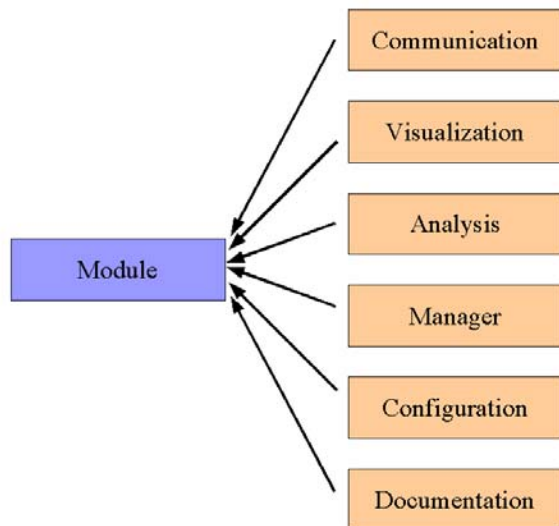 Communication
Visualization
Module
Analysis
Manager
Configuration
Documentation